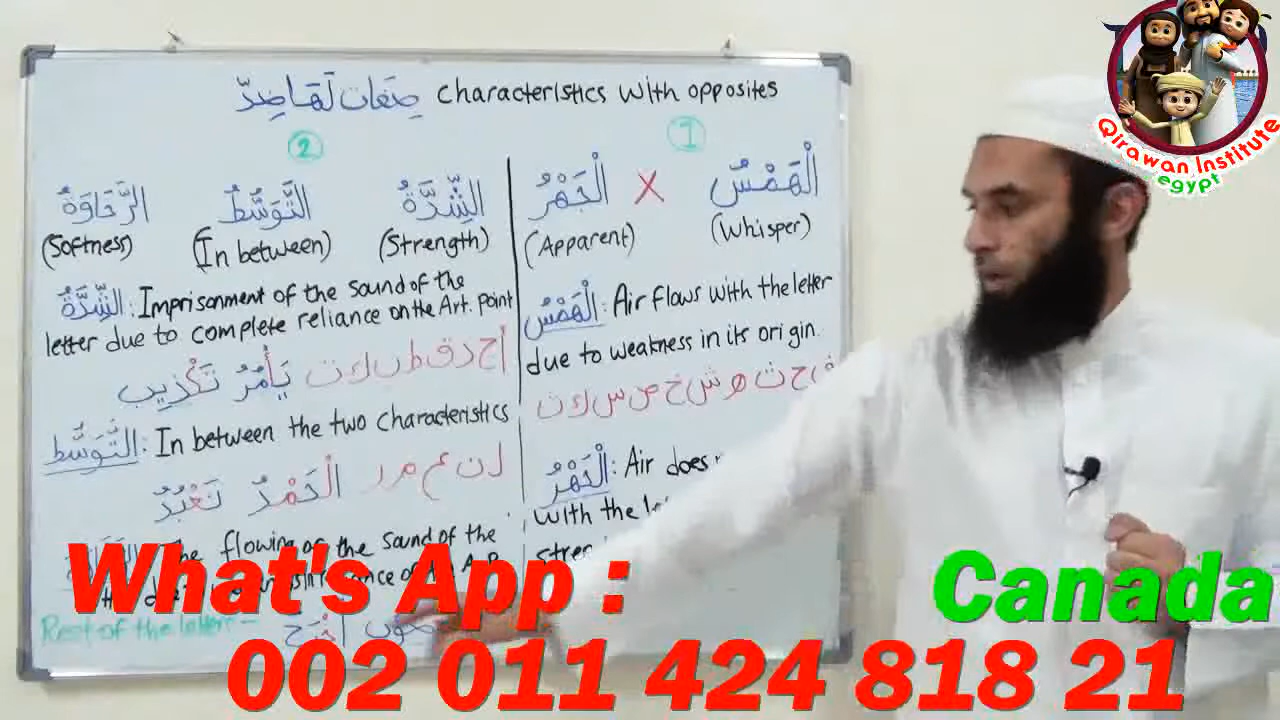 صِفَات لَهَا ضِدّ characteristics with opposites
1
الْهَمْسُ X الْجَهْرُ
(Whisper) (Apparent)
الْهَمْسُ: Air flows with the letter
due to weakness in its origin.
ف ح ث ه ش خ ص س ك ت
الْجَهْرُ: Air does
with the
2
الشِّدَّةُ التَّوَسُّطُ الرَّخَاوَةُ
(Strength) (In between) (Softness)
الشِّدَّةُ: Imprisonment of the sound of the
letter due to complete reliance on the Art. point
أ ج د ق ط ب ك ت يَأْمُرُ تَكْذِيب
التَّوَسُّط: In between the two characteristics
ل ن ع م ر الْحَمْدُ نَعْبُدُ
The flowing of the sound of the
Rest of the letters -
Qirawan Institute
egypt
What's App :
Canada
002 011 424 818 21